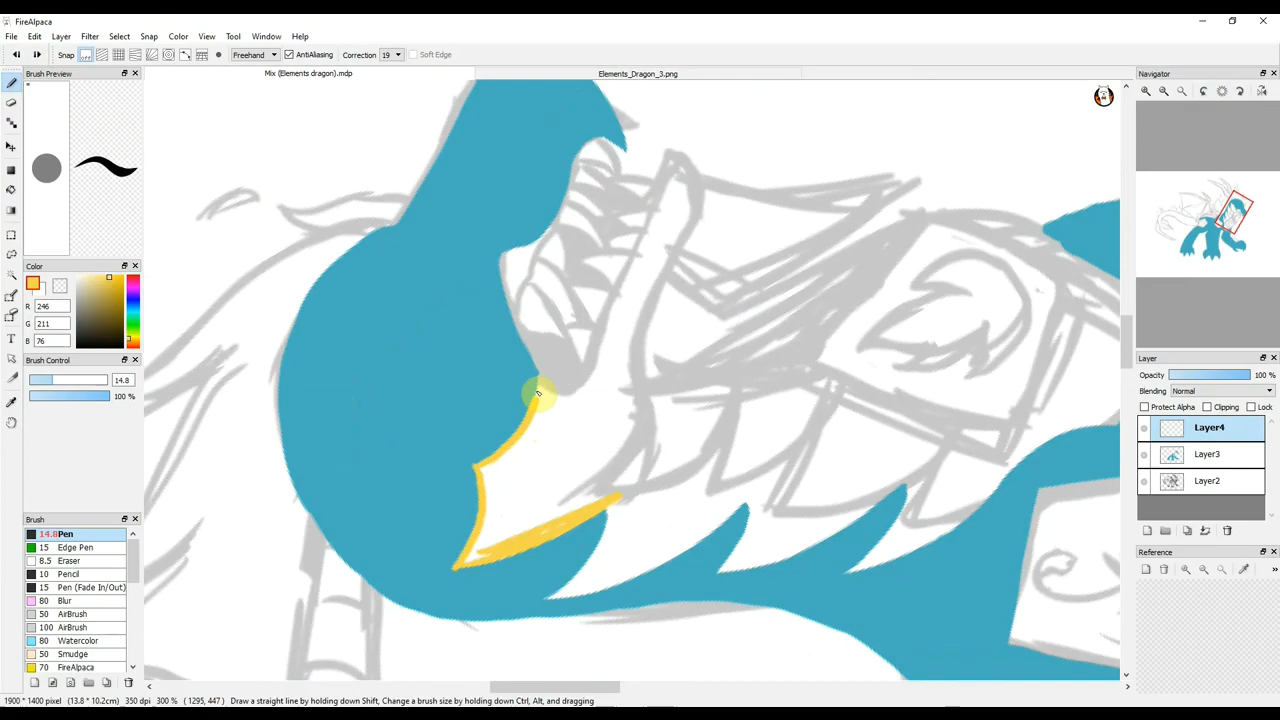 FireAlpaca
File Edit Layer Filter Select Snap Color View Tool Window Help
Snap OFF Freehand AntiAliasing Correction 19 Soft Edge
Brush Preview
Mix (Elements dragon).mdp
Elements_Dragon_3.png
Navigator
Color
R 246
G 211
B 76
Brush Control
14.8
100 %
Layer
Opacity 100 %
Blending Normal
Protect Alpha Clipping Lock
Layer4
Layer3
Layer2
Brush
14.8 Pen
15 Edge Pen
8.5 Eraser
10 Pencil
15 Pen (Fade In/Out)
80 Blur
50 AirBrush
100 AirBrush
80 Watercolor
50 Smudge
70 FireAlpaca
Reference
1900 * 1400 pixel (13.8 * 10.2cm) 350 dpi 300 % ( 1295, 447 ) Draw a straight line by holding down Shift, Change a brush size by holding down Ctrl, Alt, and dragging